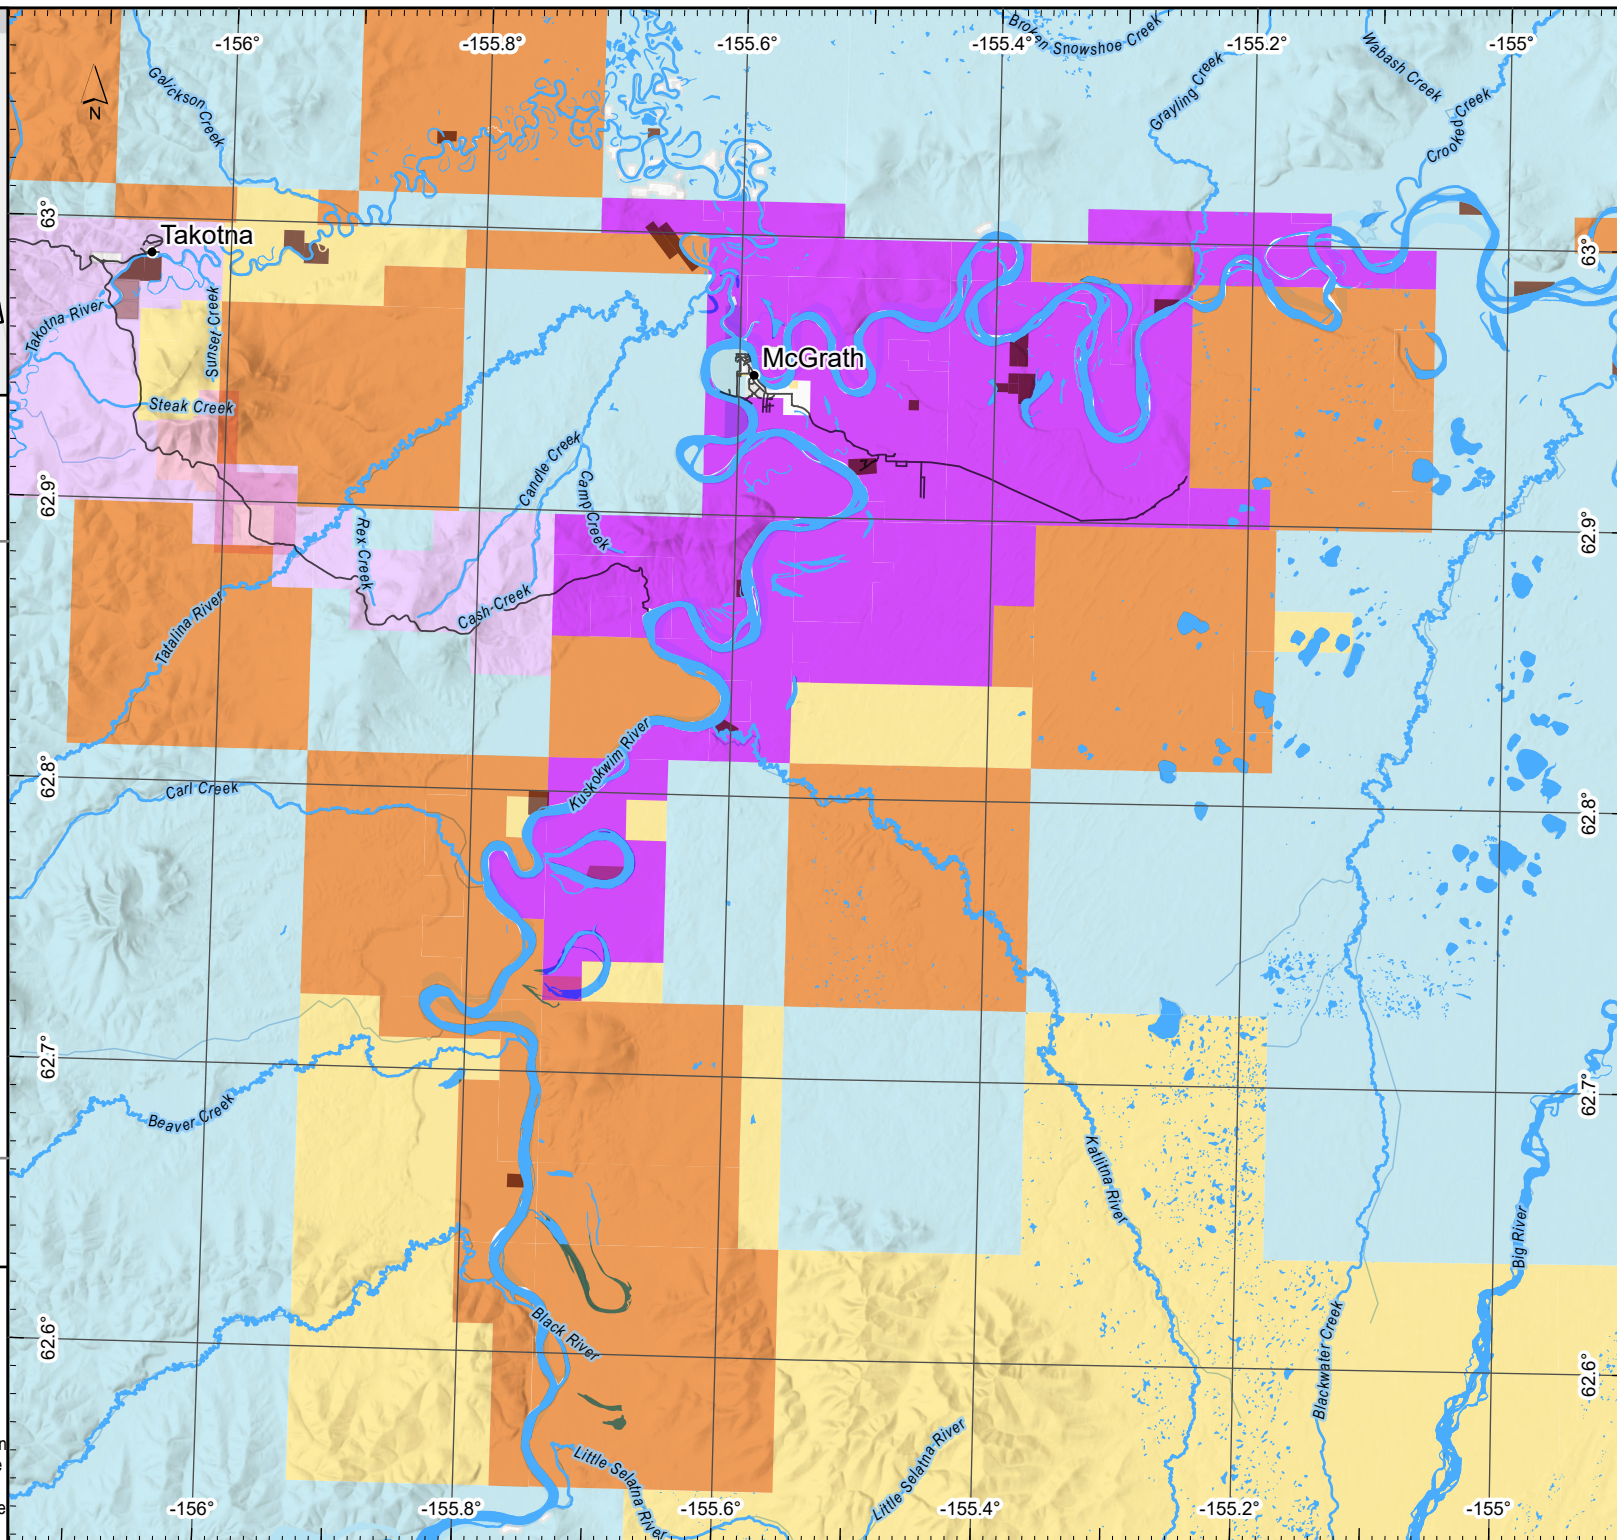 -156°
-155.8°
-155.6°
-155.4°
-155.2°
-155°
Broken Snowshoe Creek
Wabash Creek
Grayling Creek
Crooked Creek
Galickson Creek
N
63°
63°
Takotna
Takotna River
Sunset Creek
McGrath
Steak Creek
Candle Creek
Camp Creek
62.9°
62.9°
Rex Creek
Cash Creek
Tatalina River
Kuskokwim River
62.8°
62.8°
Carl Creek
62.7°
62.7°
Beaver Creek
Katlitna River
Big River
Black River
Blackwater Creek
62.6°
62.6°
Little Selatna River
Little Selatna River
-156°
-155.8°
-155.6°
-155.4°
-155.2°
-155°